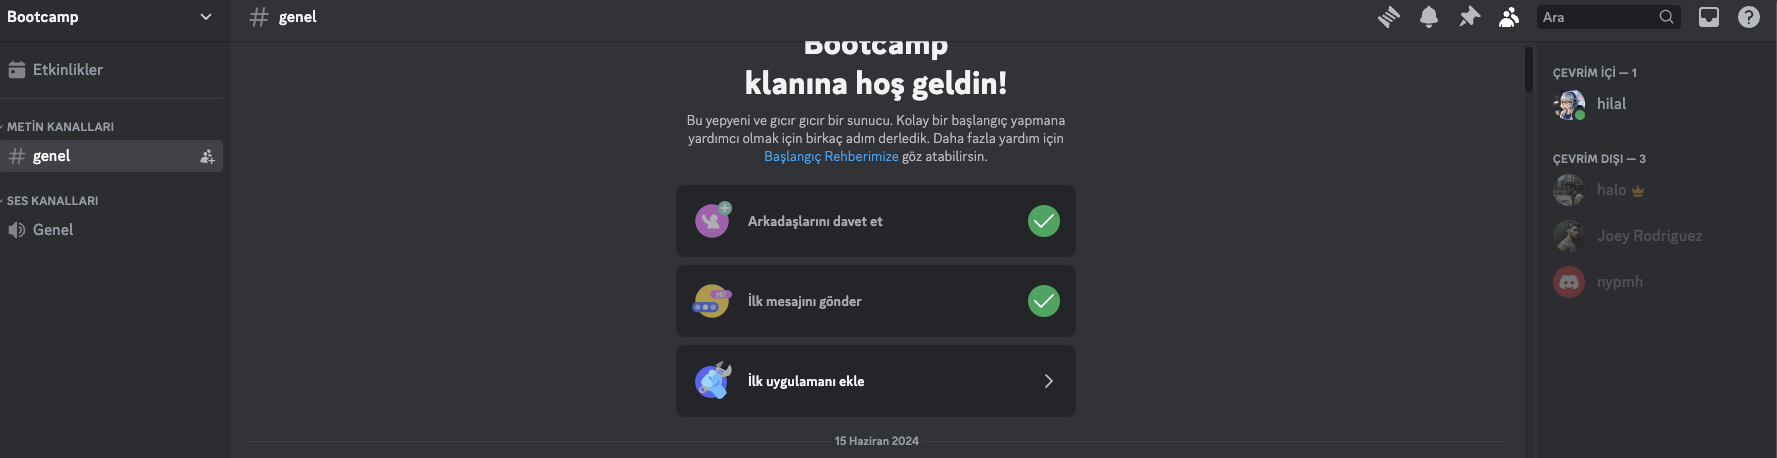 Bootcamp
Etkinlikler
METİN KANALLARI
genel
SES KANALLARI
Genel
genel
Ara
Bootcamp
klanına hoş geldin!
Bu yepyeni ve gıcır gıcır bir sunucu. Kolay bir başlangıç yapmana
yardımcı olmak için birkaç adım derledik. Daha fazla yardım için
Başlangıç Rehberimize göz atabilirsin.
Arkadaşlarını davet et
Hi!
İlk mesajını gönder
İlk uygulamanı ekle
15 Haziran 2024
ÇEVRİM İÇİ — 1
hilal
ÇEVRİM DIŞI — 3
halo
Joey Rodriguez
nypmh